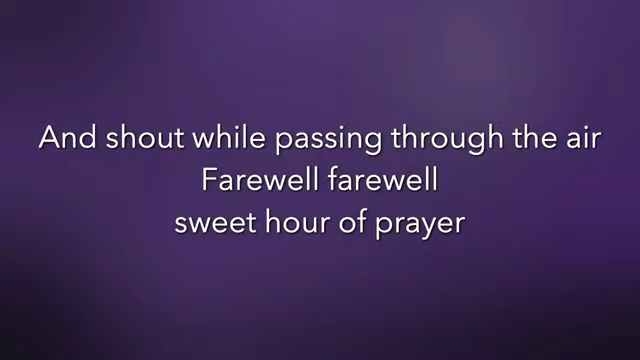 And shout while passing through the air
Farewell farewell
sweet hour of prayer